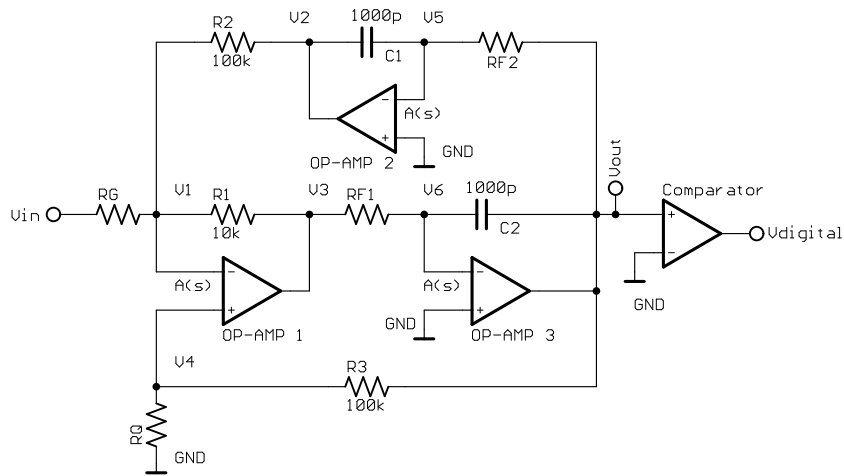 V2
1000p
V5
R2
100k
C1
RF2
-
A(s)
+
GND
OP-AMP 2
Vout
Comparator
V1
V3
V6
1000p
Vin
RG
R1
10k
RF1
C2
+
-
Vdigital
GND
A(s)
-
+
OP-AMP 1
A(s)
-
+
GND
OP-AMP 3
V4
R3
100k
RQ
GND